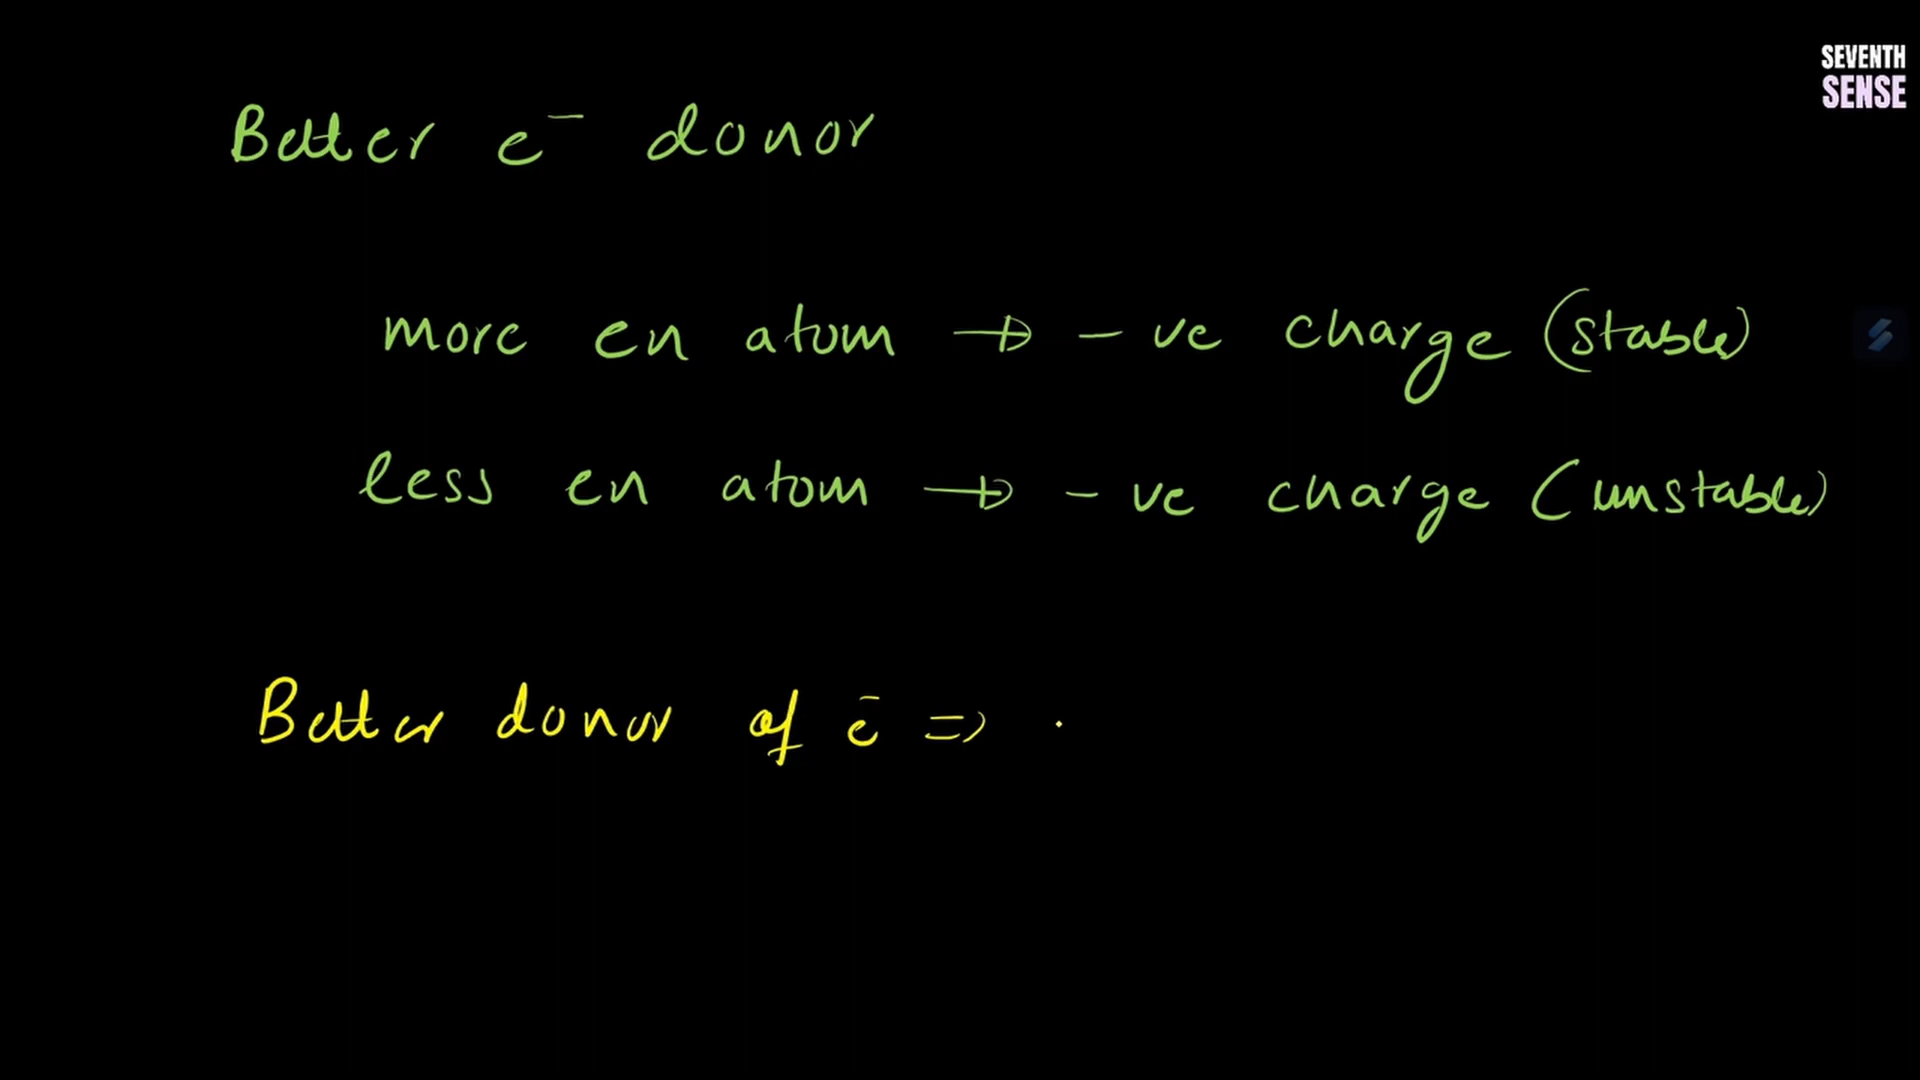 SEVENTH
SENSE
Better e⁻ donor
more en atom → -ve charge (stable)
less en atom → -ve charge (unstable)
Better donor of e⁻ ⇒ .